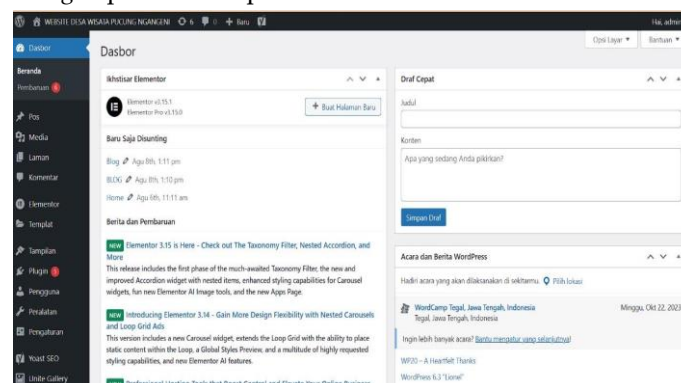 WEBSITE DESA WISATA PUCUNG NGANGENI 6 0 + Baru
Hai, admin
Opsi Layar ▼
Bantuan ▼
Dasbor
Beranda
Pembaruan 6
Pos
Media
Laman
Komentar
Elementor
Templat
Tampilan
Plugin
Pengguna
Peralatan
Pengaturan
Yoast SEO
Unite Gallery
Dasbor
Ikhtisar Elementor
Elementor v3.15.1
Elementor Pro v3.15.0
+ Buat Halaman Baru
Baru Saja Disunting
Blog Agu 8th, 1:11 pm
BLOG Agu 8th, 1:10 pm
Home Agu 6th, 11:11 am
Berita dan Pembaruan
NEW Elementor 3.15 is Here - Check out The Taxonomy Filter, Nested Accordion, and
More
This release includes the first phase of the much-awaited Taxonomy Filter, the new and
improved Accordion widget with nested items, enhanced styling capabilities for Carousel
widgets, fun new Elementor AI Image tools, and the new Apps Page.
NEW Introducing Elementor 3.14 - Gain More Design Flexibility with Nested Carousels
and Loop Grid Ads
This version includes a new Carousel widget, extends the Loop Grid with the ability to place
static content within the Loop, a Global Styles Preview, and a multitude of highly requested
styling capabilities, and new Elementor AI features.
Draf Cepat
Judul
Konten
Apa yang sedang Anda pikirkan?
Simpan Draf
Acara dan Berita WordPress
Hadiri acara yang akan dilaksanakan di sekitarmu. Pilih lokasi
WordCamp Tegal, Jawa Tengah, Indonesia
Minggu, Okt 22, 2023
Tegal, Jawa Tengah, Indonesia
Ingin lebih banyak acara? Bantu mengatur yang selanjutnya!
WP20 – A Heartfelt Thanks
WordPress 6.3 "Lionel"